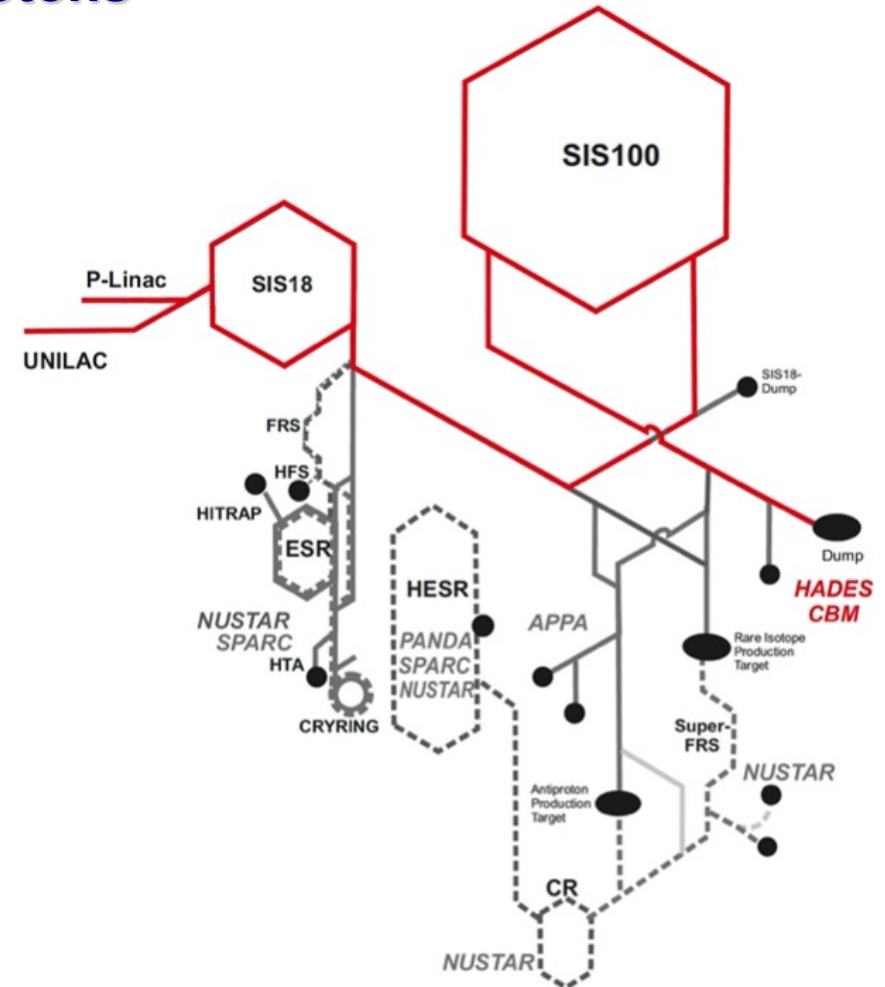 SIS100
P-Linac
SIS18
UNILAC
SIS18-
Dump
FRS
HFS
HITRAP
ESR
HESR
Dump
HADES
CBM
NUSTAR
SPARC
APPA
PANDA
SPARC
NUSTAR
Rare Isotope
Production
Target
HTA
CRYRING
Super-
FRS
NUSTAR
Antiproton
Production
Target
CR
NUSTAR